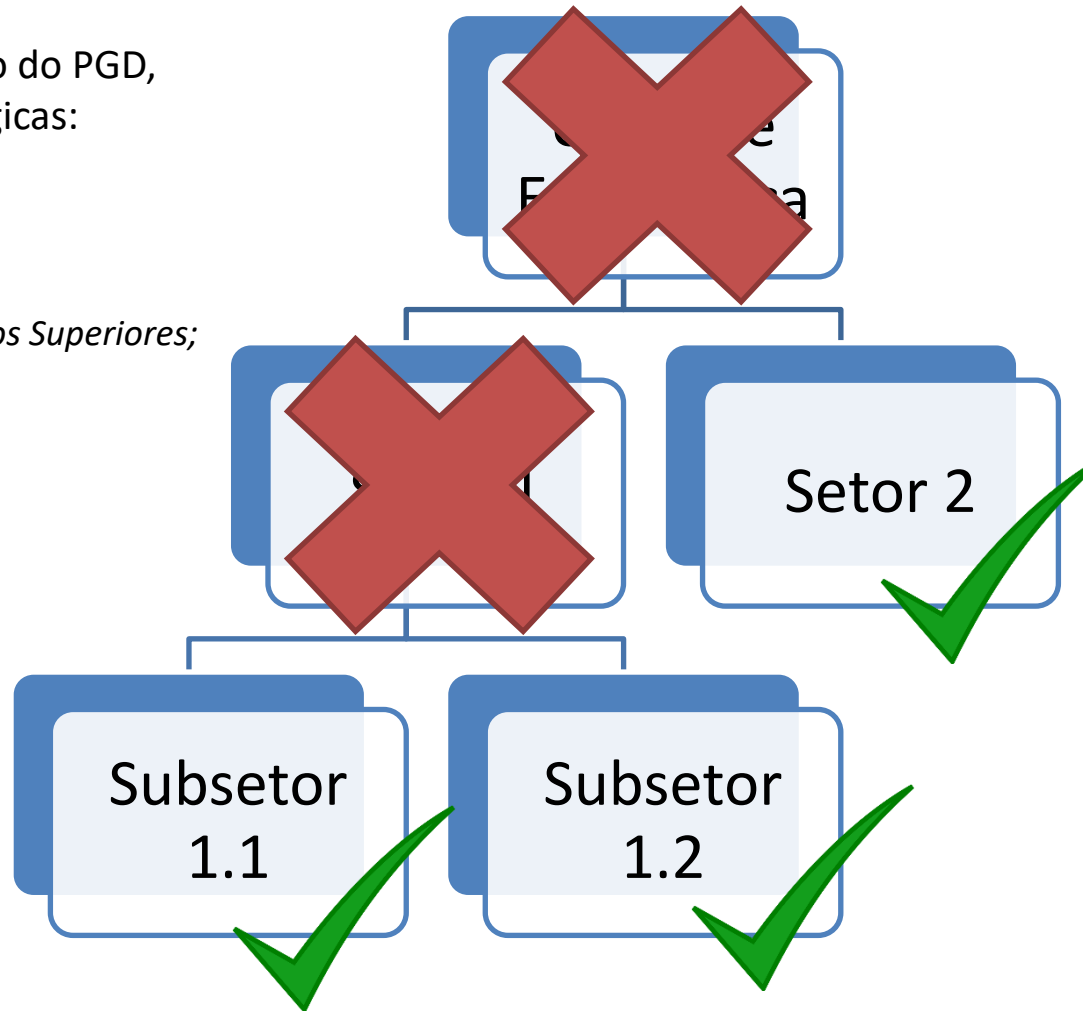 o do PGD,
gicas:
os Superiores;
Setor 2
Subsetor
1.1
Subsetor
1.2